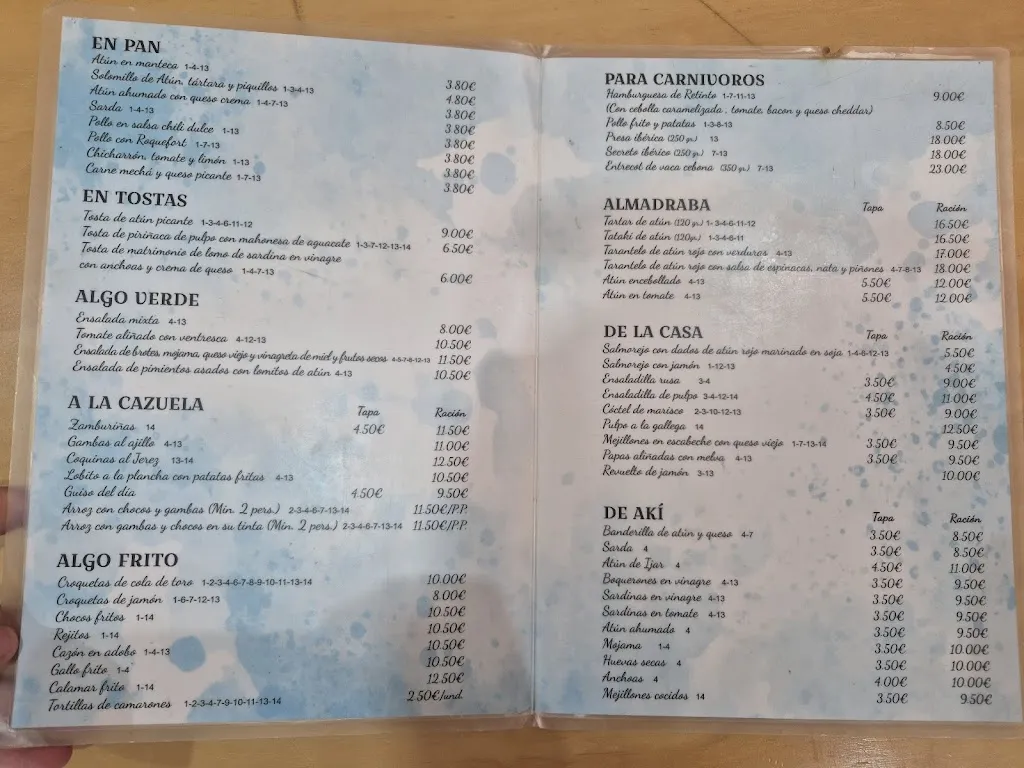 EN PAN
Atún en manteca 1-4-13 3.80€
Solomillo de Atún, tártara y piquillos 1-3-4-13 4.80€
Atún ahumado con queso crema 1-4-7-13 3.80€
Sarda 1-4-13 3.80€
Pollo en salsa chili dulce 1-13 3.80€
Pollo con Roquefort 1-7-13 3.80€
Chicharrón, tomate y limón 1-13 3.80€
Carne mechá y queso picante 1-7-13 3.80€
EN TOSTAS
Tosta de atún picante 1-3-4-6-11-12 9.00€
Tosta de piriñaca de pulpo con mahonesa de aguacate 1-3-7-12-13-14 6.50€
Tosta de matrimonio de lomo de sardina en vinagre
con anchoas y crema de queso 1-4-7-13 6.00€
ALGO VERDE
Ensalada mixta 4-13 8.00€
Tomate aliñado con ventresca 4-12-13 10.50€
Ensalada de brotes, mojama, queso viejo y vinagreta de miel y frutos secos 4-5-7-8-12-13 11.50€
Ensalada de pimientos asados con lomitos de atún 4-13 10.50€
A LA CAZUELA Tapa Ración
Zamburiñas 14 4.50€ 11.50€
Gambas al ajillo 4-13 11.00€
Coquinas al Jerez 13-14 12.50€
Lobito a la plancha con patatas fritas 4-13 10.50€
Guiso del día 4.50€ 9.50€
Arroz con chocos y gambas (Min. 2 pers.) 2-3-4-6-7-13-14 11.50€/P.P.
Arroz con gambas y chocos en su tinta (Min. 2 pers.) 2-3-4-6-7-13-14 11.50€/P.P.
ALGO FRITO
Croquetas de cola de toro 1-2-3-4-6-7-8-9-10-11-13-14 10.00€
Croquetas de jamón 1-6-7-12-13 8.00€
Chocos fritos 1-14 10.50€
Rejitos 1-14 10.50€
Cazón en adobo 1-4-13 10.50€
Gallo frito 1-4 10.50€
Calamar frito 1-14 12.50€
Tortillas de camarones 1-2-3-4-7-9-10-11-13-14 2.50€/und.
PARA CARNIVOROS
Hamburguesa de Retinto 1-7-11-13 9.00€
(Con cebolla caramelizada , tomate, bacon y queso cheddar)
Pollo frito y patatas 1-3-6-13 8.50€
Presa ibérica (250 gr.) 13 18.00€
Secreto ibérico (250 gr.) 7-13 18.00€
Entrecot de vaca cebona (350 gr.) 7-13 23.00€
ALMADRABA Tapa Ración
Tartar de atún (120 gr.) 1-3-4-6-11-12 16.50€
Tataki de atún (120gr.) 1-3-4-6-11 16.50€
Tarantelo de atún rojo con verduras 4-13 17.00€
Tarantelo de atún rojo con salsa de espinacas, nata y piñones 4-7-8-13 18.00€
Atún encebollado 4-13 5.50€ 12.00€
Atún en tomate 4-13 5.50€ 12.00€
DE LA CASA Tapa Ración
Salmorejo con dados de atún rojo marinado en soja 1-4-6-12-13 5.50€
Salmorejo con jamón 1-12-13 4.50€
Ensaladilla rusa 3-4 3.50€ 9.00€
Ensaladilla de pulpo 3-4-12-14 4.50€ 11.00€
Cóctel de marisco 2-3-10-12-13 3.50€ 9.00€
Pulpo a la gallega 14 12.50€
Mejillones en escabeche con queso viejo 1-7-13-14 3.50€ 9.50€
Papas aliñadas con melva 4-13 3.50€ 9.50€
Revuelto de jamón 3-13 10.00€
DE AKÍ Tapa Ración
Banderilla de atún y queso 4-7 3.50€ 8.50€
Sarda 4 3.50€ 8.50€
Atún de Ijar 4 4.50€ 11.00€
Boquerones en vinagre 4-13 3.50€ 9.50€
Sardinas en vinagre 4-13 3.50€ 9.50€
Sardinas en tomate 4-13 3.50€ 9.50€
Atún ahumado 4 3.50€ 9.50€
Mojama 1-4 3.50€ 10.00€
Huevas secas 4 3.50€ 10.00€
Anchoas 4 4.00€ 10.00€
Mejillones cocidos 14 3.50€ 9.50€